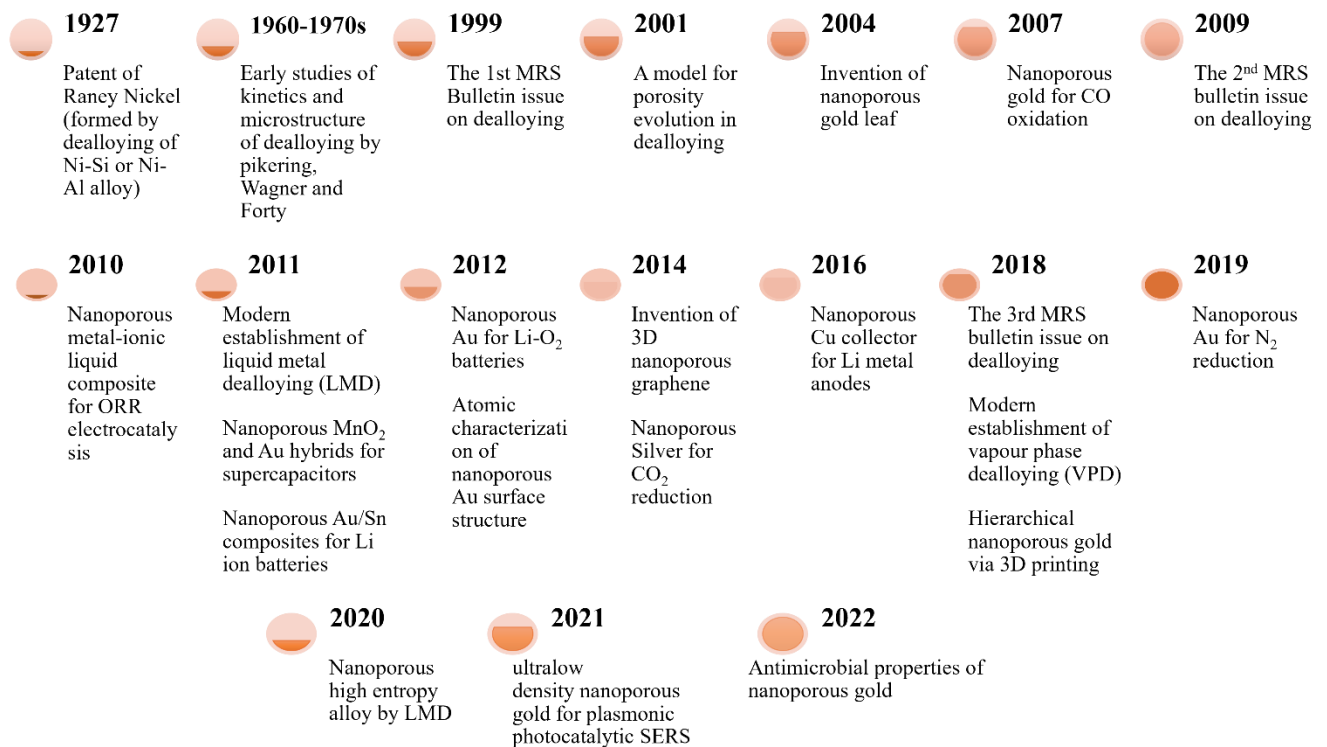 1927
Patent of
Raney Nickel
(formed by
dealloying of
Ni-Si or Ni-
Al alloy)
1960-1970s
Early studies of
kinetics and
microstructure
of dealloying by
pikering,
Wagner and
Forty
1999
The 1st MRS
Bulletin issue
on dealloying
2001
A model for
porosity
evolution in
dealloying
2004
Invention of
nanoporous
gold leaf
2007
Nanoporous
gold for CO
oxidation
2009
The 2nd MRS
bulletin issue
on dealloying
2010
Nanoporous
metal-ionic
liquid
composite
for ORR
electrocataly
sis
2011
Modern
establishment of
liquid metal
dealloying (LMD)
Nanoporous MnO2
and Au hybrids for
supercapacitors
Nanoporous Au/Sn
composites for Li
ion batteries
2012
Nanoporous
Au for Li-O2
batteries
Atomic
characterizati
on of
nanoporous
Au surface
structure
2014
Invention of
3D
nanoporous
graphene
Nanoporous
Silver for
CO2
reduction
2016
Nanoporous
Cu collector
for Li metal
anodes
2018
The 3rd MRS
bulletin issue on
dealloying
Modern
establishment of
vapour phase
dealloying (VPD)
Hierarchical
nanoporous gold
via 3D printing
2019
Nanoporous
Au for N2
reduction
2020
Nanoporous
high entropy
alloy by LMD
2021
ultralow
density nanoporous
gold for plasmonic
photocatalytic SERS
2022
Antimicrobial properties of
nanoporous gold